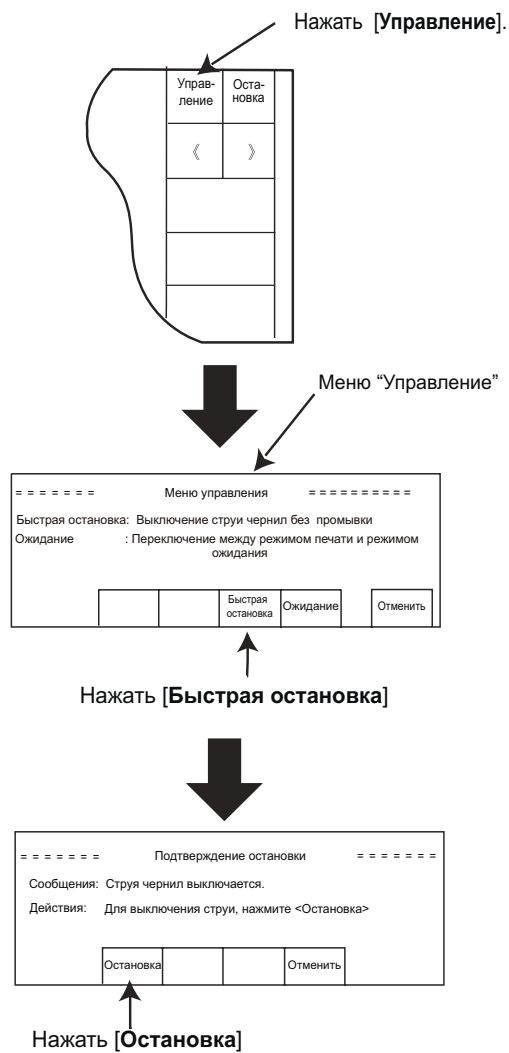 Нажать [Управление].
Управ-
ление
Оста-
новка
《
》
Меню “Управление”
= = = = = = = Меню управления = = = = = = = = = =
Быстрая остановка: Выключение струи чернил без промывки
Ожидание : Переключение между режимом печати и режимом
ожидания
Быстрая
остановка
Ожидание
Отменить
Нажать [Быстрая остановка]
= = = = = = = Подтверждение остановки = = = = = = =
Сообщения: Струя чернил выключается.
Действия: Для выключения струи, нажмите <Остановка>
Остановка
Отменить
Нажать [Остановка]